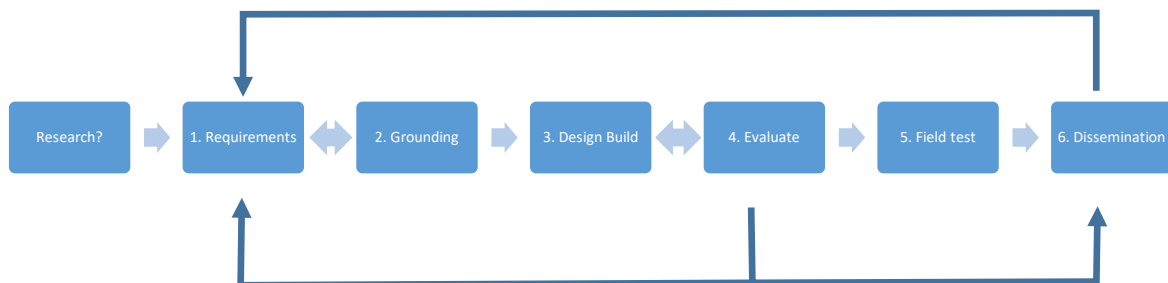 Research?
1. Requirements
2. Grounding
3. Design Build
4. Evaluate
5. Field test
6. Dissemination